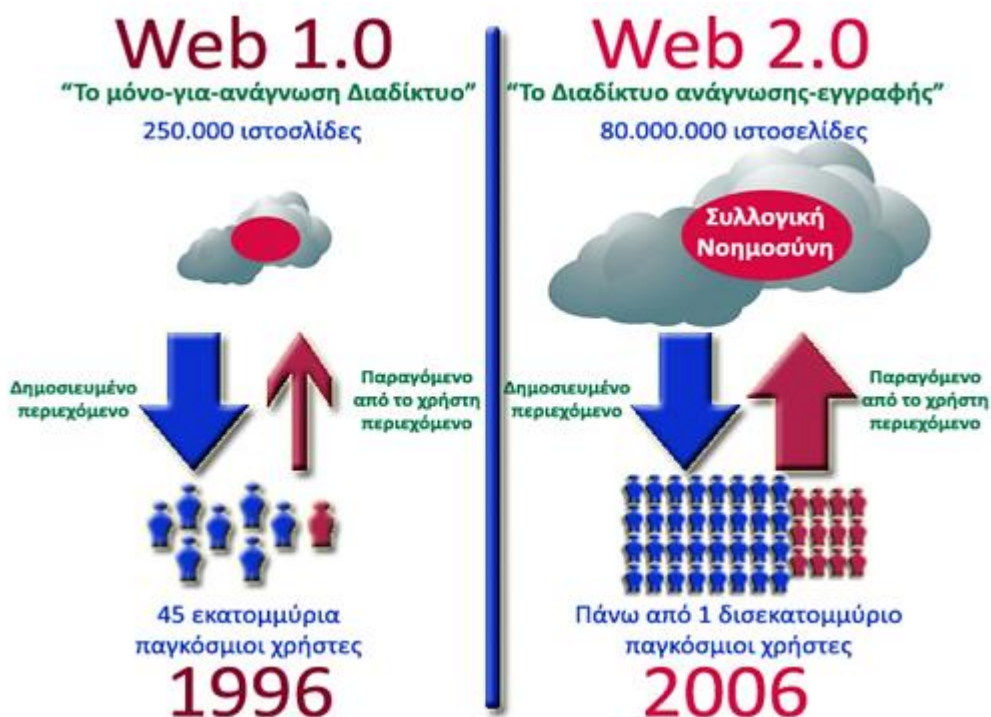 Web 1.0
“Το μόνο-για-ανάγνωση Διαδίκτυο”
250.000 ιστοσλίδες
Δημοσιευμένο
περιεχόμενο
Παραγόμενο
από το χρήστη
περιεχόμενο
45 εκατομμύρια
παγκόσμιοι χρήστες
1996
Web 2.0
“Το Διαδίκτυο ανάγνωσης-εγγραφής”
80.000.000 ιστοσελίδες
Συλλογική
Νοημοσύνη
Δημοσιευμένο
περιεχόμενο
Παραγόμενο
από το χρήστη
περιεχόμενο
Πάνω από 1 δισεκατομμύριο
παγκόσμιοι χρήστες
2006